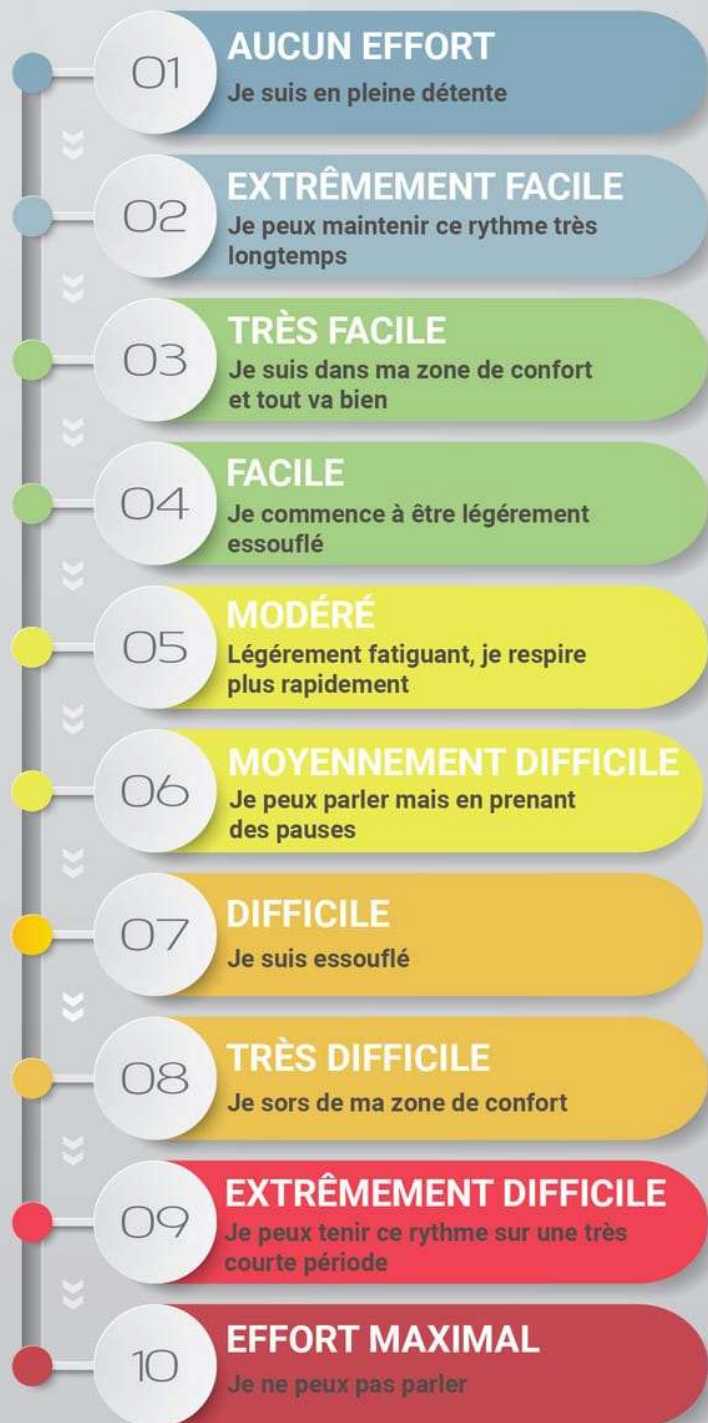 01
AUCUN EFFORT
Je suis en pleine détente
02
EXTRÊMEMENT FACILE
Je peux maintenir ce rythme très
longtemps
03
TRÈS FACILE
Je suis dans ma zone de confort
et tout va bien
04
FACILE
Je commence à être légérement
essouflé
05
MODÉRÉ
Légérement fatiguant, je respire
plus rapidement
06
MOYENNEMENT DIFFICILE
Je peux parler mais en prenant
des pauses
07
DIFFICILE
Je suis essouflé
08
TRÈS DIFFICILE
Je sors de ma zone de confort
09
EXTRÊMEMENT DIFFICILE
Je peux tenir ce rythme sur une très
courte période
10
EFFORT MAXIMAL
Je ne peux pas parler